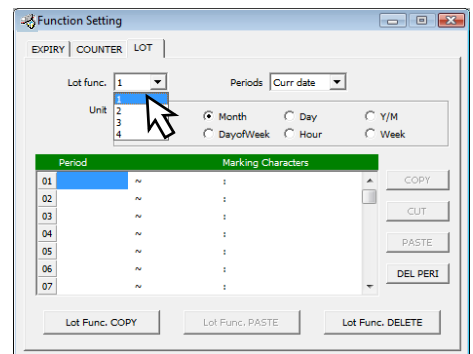 Function Setting
EXPIRY COUNTER LOT
Lot func. 1 Periods Curr date
1
Unit 2 Month Day Y/M
3
4 DayofWeek Hour Week
Period Marking Characters
01 ~ : COPY
02 ~ :
03 ~ : CUT
04 ~ :
05 ~ : PASTE
06 ~ : DEL PERI
07 ~ :
Lot Func. COPY Lot Func. PASTE Lot Func. DELETE